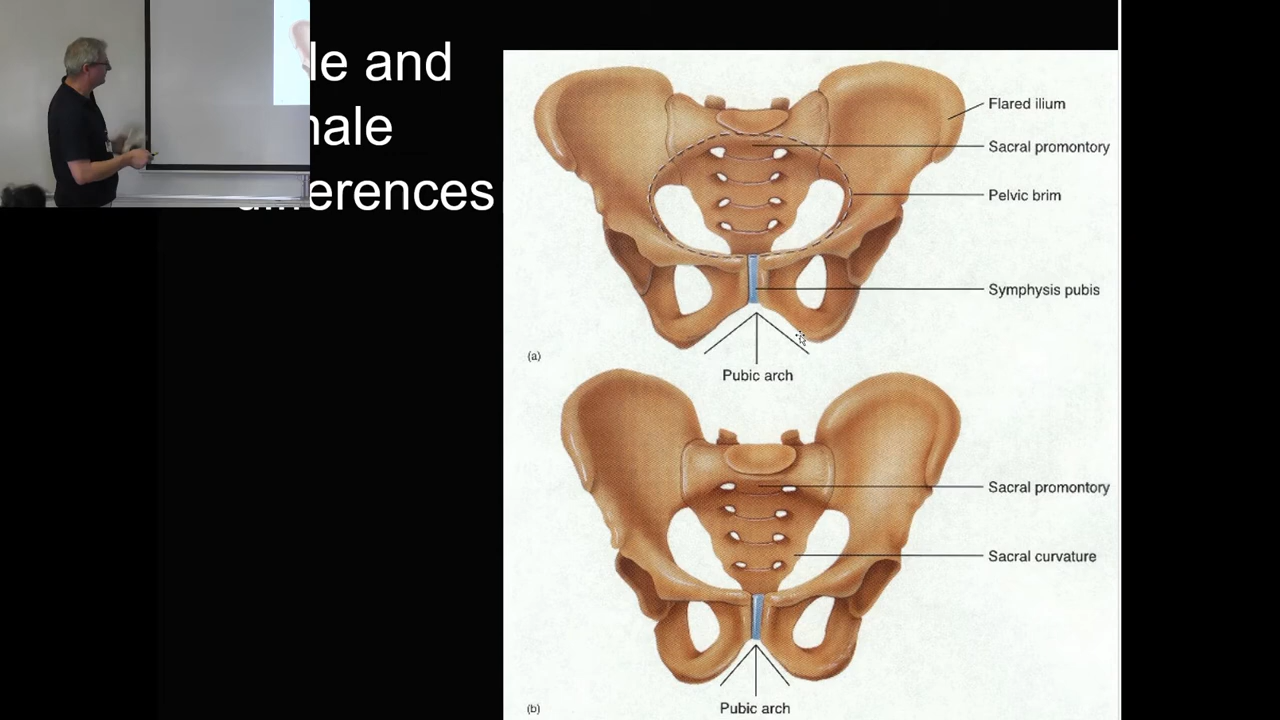 le and
nale
differences
Flared ilium
Sacral promontory
Pelvic brim
Symphysis pubis
(a)
Pubic arch
Sacral promontory
Sacral curvature
(b)
Pubic arch